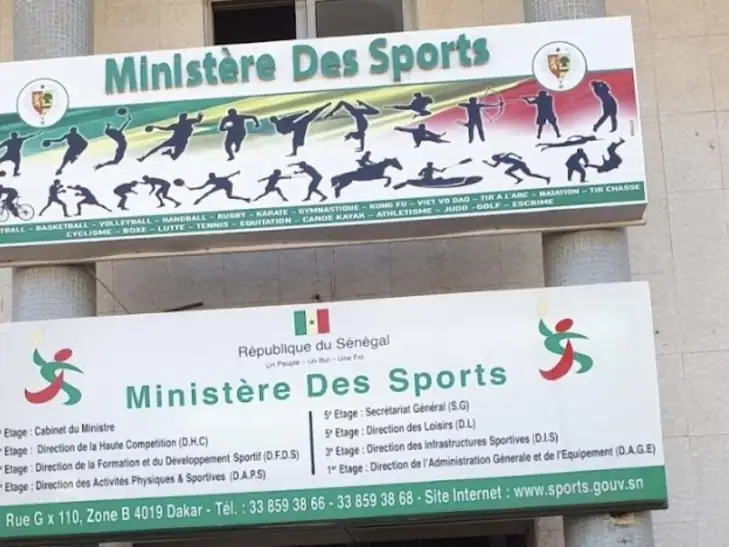 Ministère Des Sports
BASKETBALL - VOLLEYBALL - HANDBALL - RUGBY - KARATE - GYMNASTIQUE - KUNG FU - VIET VO DAO - TIR A L'ARC - NATATION - TIR CHASSE
CYCLISME - BOXE - LUTTE - TENNIS - EQUITATION - CANOE KAYAK - ATHLETISME - JUDO - GOLF - ESCRIME
République du Sénégal
Un Peuple - Un But - Une Foi
Ministère Des Sports
Etage : Cabinet du Ministre
Etage : Direction de la Haute Competition (D.H.C)
Etage : Direction de la Formation et du Développement Sportif (D.F.D.S)
Etage : Direction des Activités Physiques & Sportives (D.A.P.S)
5e Etage : Secrétariat Général (S.G)
5e Etage : Direction des Loisirs (D.L)
3e Etage : Direction des Infrastructures Sportives (D.I.S)
1er Etage : Direction de l'Administration Générale et de l'Equipement (D.A.G.E)
Rue G x 110, Zone B 4019 Dakar - Tél. : 33 859 38 66 - 33 859 38 68 - Site Internet : www.sports.gouv.sn